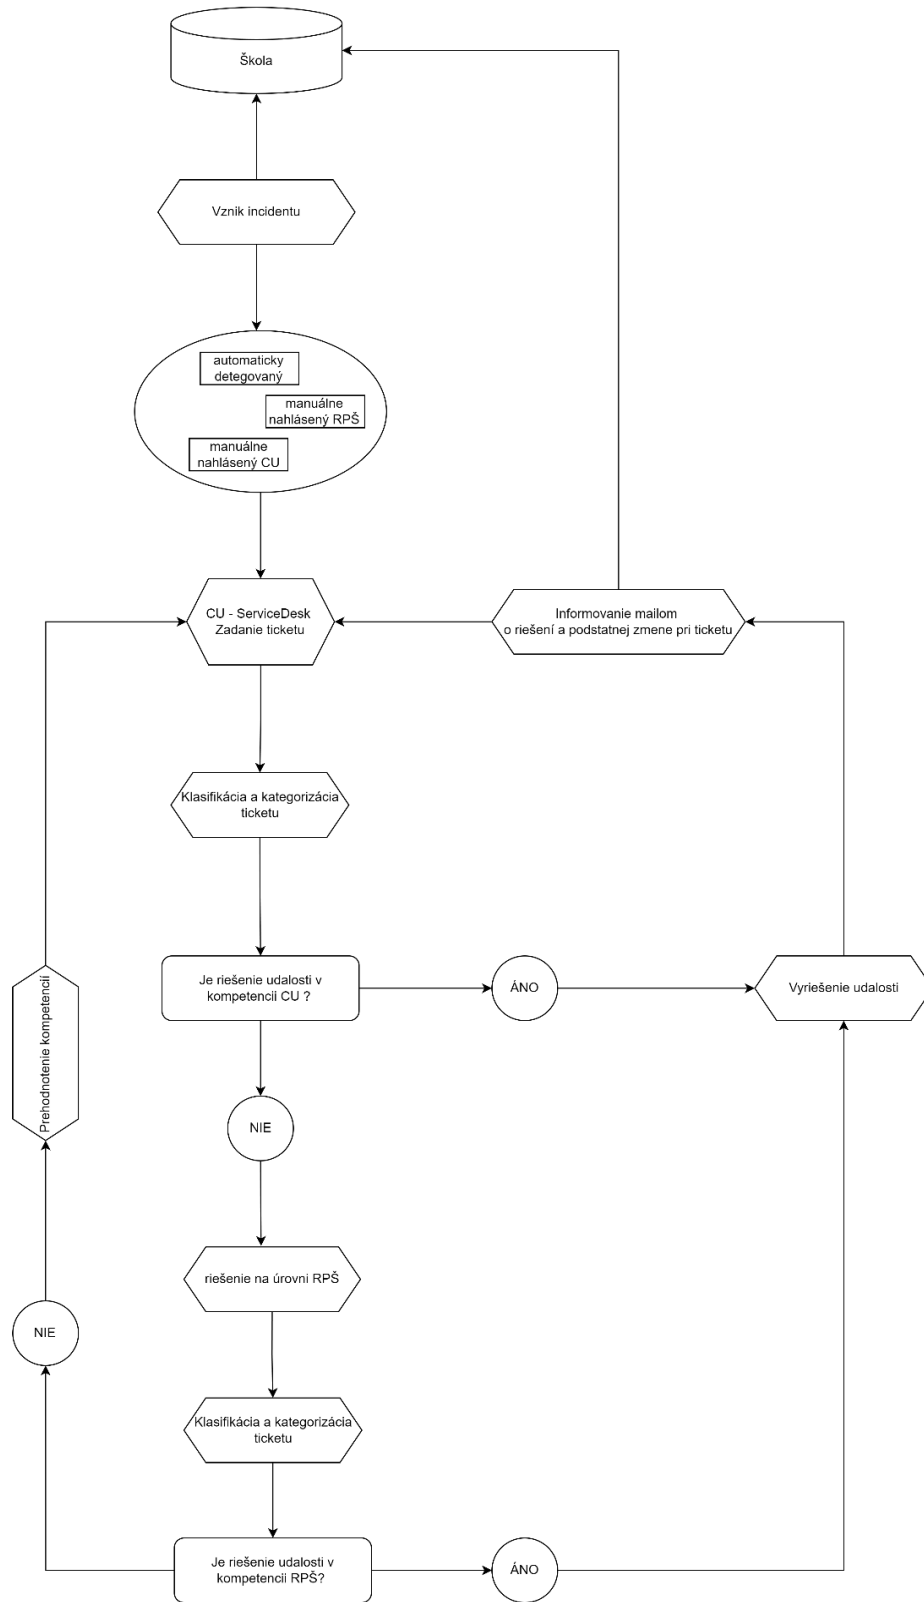 Škola
Vznik incidentu
automaticky
detegovaný
manuálne
nahlásený RPŠ
manuálne
nahlásený CU
CU - ServiceDesk
Zadanie ticketu
Informovanie mailom
o riešení a podstatnej zmene pri ticketu
Klasifikácia a kategorizácia
ticketu
Je riešenie udalosti v
kompetencii CU ?
ÁNO
Vyriešenie udalosti
Prehodnotenie kompetencií
NIE
riešenie na úrovni RPŠ
NIE
Klasifikácia a kategorizácia
ticketu
Je riešenie udalosti v
kompetencii RPŠ?
ÁNO